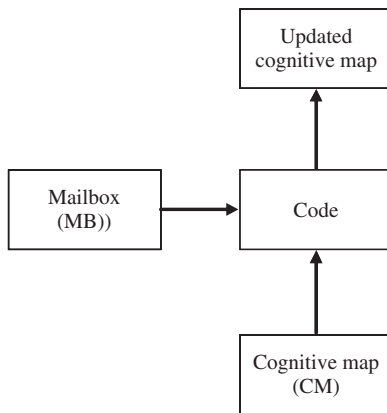 Updated
cognitive map
Mailbox
(MB))
Code
Cognitive map
(CM)